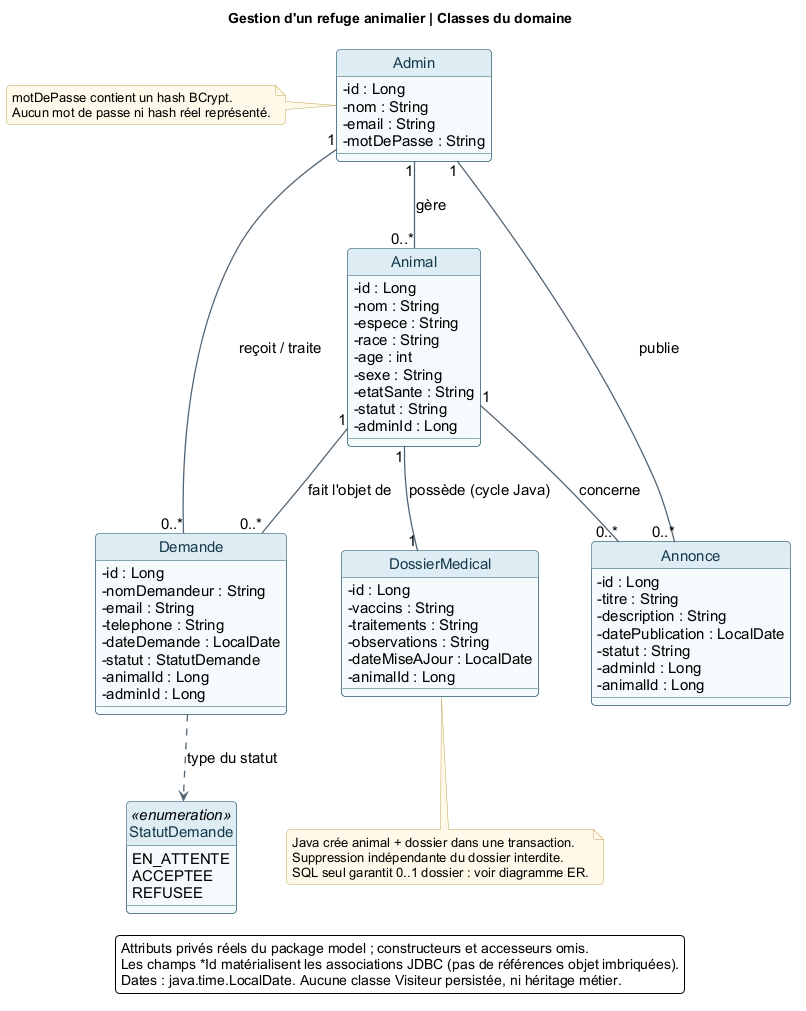 Gestion d'un refuge animalier | Classes du domaine
Admin
-id : Long
-nom : String
-email : String
-motDePasse : String
motDePasse contient un hash BCrypt.
Aucun mot de passe ni hash réel représenté.
1
1
1
gère
0..*
Animal
-id : Long
-nom : String
-espece : String
-race : String
-age : int
-sexe : String
-etatSante : String
-statut : String
-adminId : Long
reçoit / traite
publie
1
1
1
fait l'objet de
possède (cycle Java)
concerne
0..*
0..*
1
0..*
0..*
Demande
-id : Long
-nomDemandeur : String
-email : String
-telephone : String
-dateDemande : LocalDate
-statut : StatutDemande
-animalId : Long
-adminId : Long
DossierMedical
-id : Long
-vaccins : String
-traitements : String
-observations : String
-dateMiseAJour : LocalDate
-animalId : Long
Annonce
-id : Long
-titre : String
-description : String
-datePublication : LocalDate
-statut : String
-adminId : Long
-animalId : Long
type du statut
«enumeration»
StatutDemande
EN_ATTENTE
ACCEPTEE
REFUSEE
Java crée animal + dossier dans une transaction.
Suppression indépendante du dossier interdite.
SQL seul garantit 0..1 dossier : voir diagramme ER.
Attributs privés réels du package model ; constructeurs et accesseurs omis.
Les champs *Id matérialisent les associations JDBC (pas de références objet imbriquées).
Dates : java.time.LocalDate. Aucune classe Visiteur persistée, ni héritage métier.